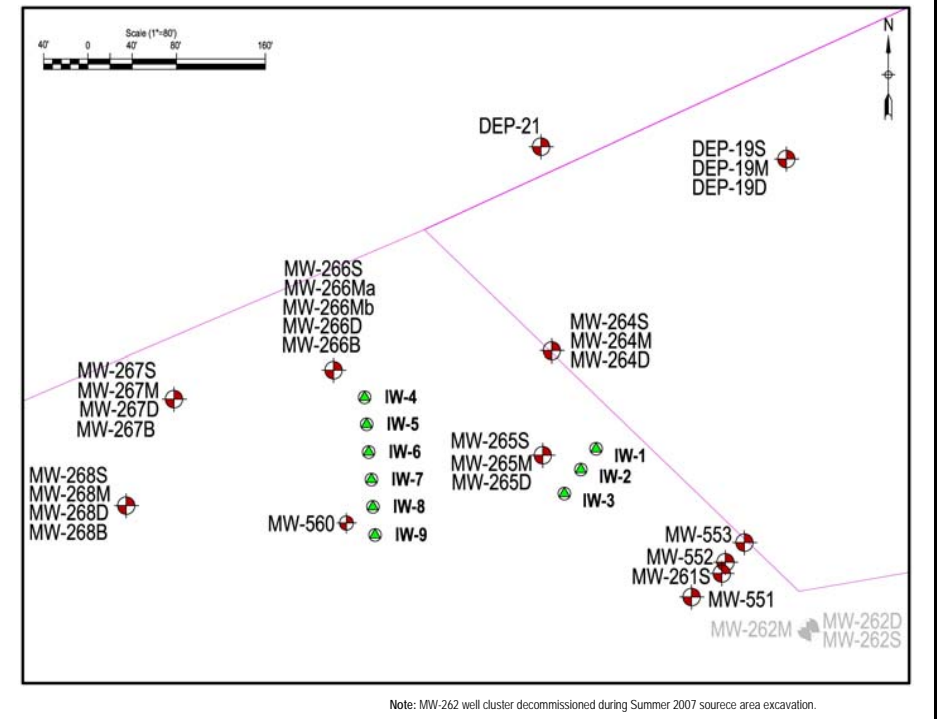 Scale (1"=80')
40' 0 40' 80' 160'
N
DEP-21
DEP-19S
DEP-19M
DEP-19D
MW-266S
MW-266Ma
MW-266Mb
MW-266D
MW-266B
MW-264S
MW-264M
MW-264D
MW-267S
MW-267M
MW-267D
MW-267B
IW-4
IW-5
IW-6
IW-7
IW-8
IW-9
MW-265S
MW-265M
MW-265D
IW-1
IW-2
IW-3
MW-268S
MW-268M
MW-268D
MW-268B
MW-560
MW-553
MW-552
MW-261S
MW-551
MW-262M
MW-262D
MW-262S
Note: MW-262 well cluster decommissioned during Summer 2007 sourece area excavation.